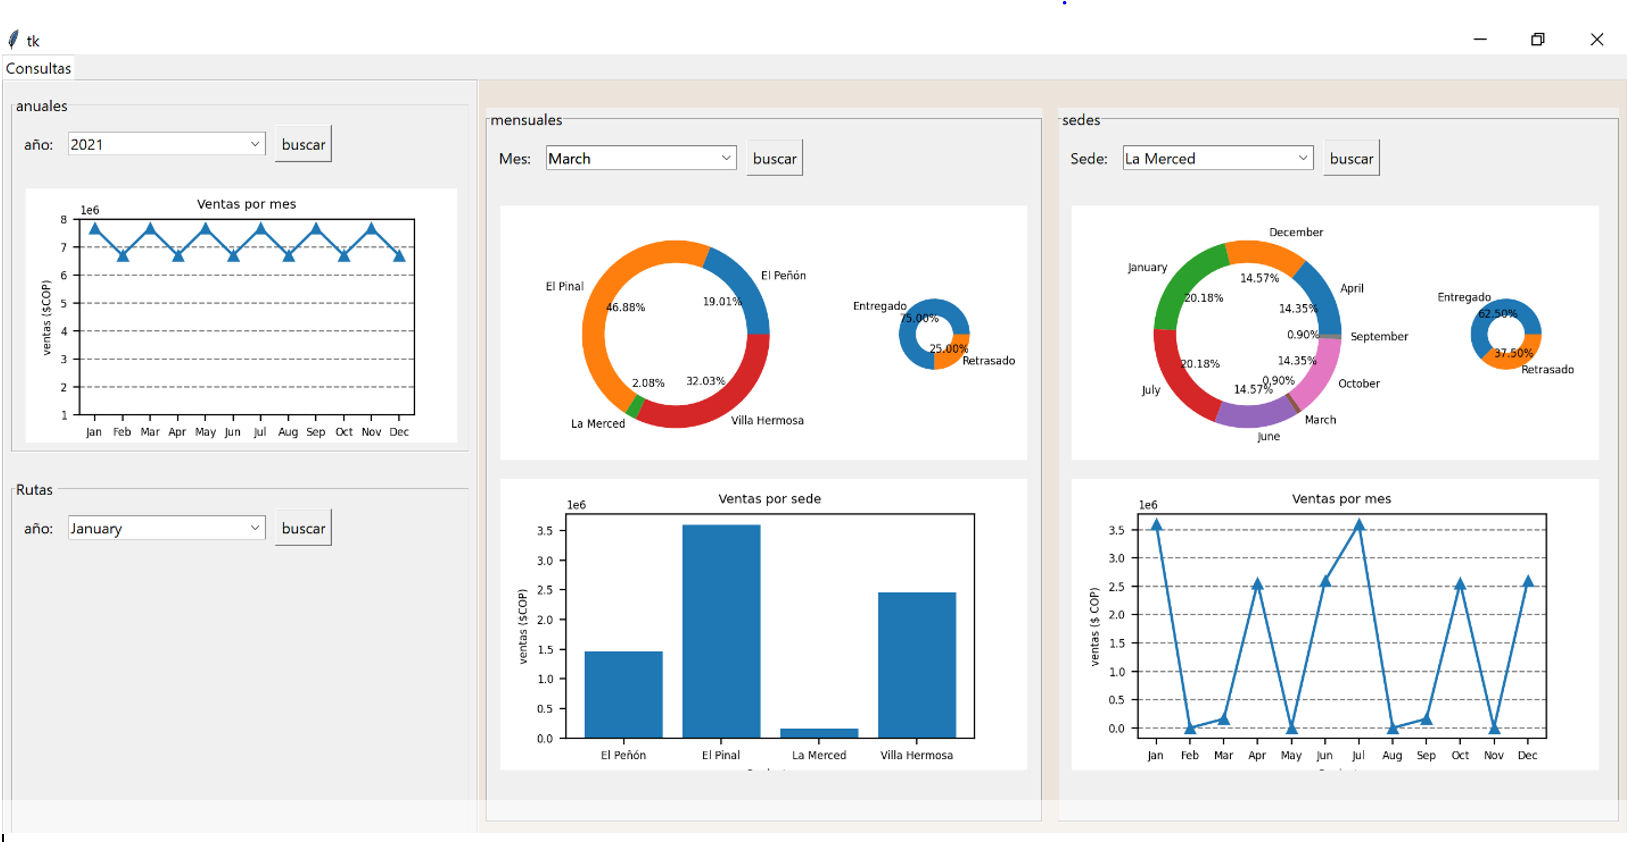 tk
Consultas
anuales
año: 2021 buscar
Ventas por mes
1e6
8
7
6
5
4
3
2
1
ventas ($COP)
Jan Feb Mar Apr May Jun Jul Aug Sep Oct Nov Dec
Rutas
año: January buscar
mensuales
Mes: March buscar
El Peñón
El Pinal
46.88%
19.01%
2.08%
32.03%
La Merced
Villa Hermosa
Entregado
75.00%
25.00%
Retrasado
Ventas por sede
1e6
3.5
3.0
2.5
2.0
1.5
1.0
0.5
0.0
ventas ($COP)
El Peñón El Pinal La Merced Villa Hermosa
sedes
Sede: La Merced buscar
December
January
14.57%
April
20.18%
14.35%
0.90%
September
20.18%
14.35%
July
14.57%
0.90%
October
March
June
Entregado
62.50%
37.50%
Retrasado
Ventas por mes
1e6
3.5
3.0
2.5
2.0
1.5
1.0
0.5
0.0
ventas ($ COP)
Jan Feb Mar Apr May Jun Jul Aug Sep Oct Nov Dec